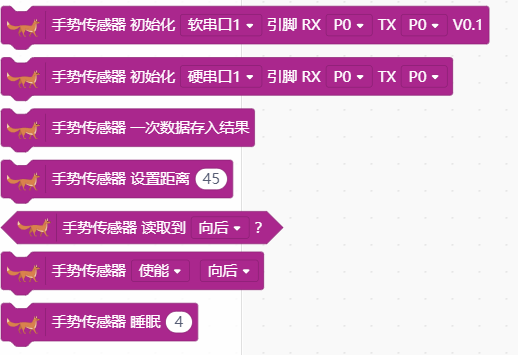 手势传感器 初始化 软串口1 引脚 RX P0 TX P0 V0.1
手势传感器 初始化 硬串口1 引脚 RX P0 TX P0
手势传感器 一次数据存入结果
手势传感器 设置距离 45
手势传感器 读取到 向后 ?
手势传感器 使能 向后
手势传感器 睡眠 4